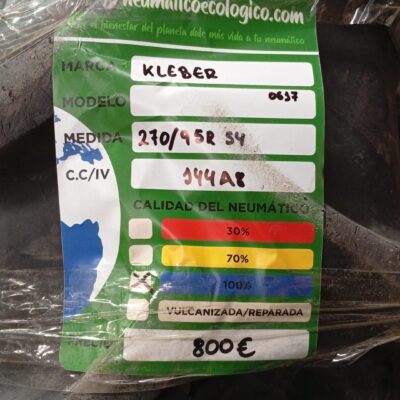 neumaticoecologico.com
el bienestar del planeta dale más vida a tu neumático
MARCA KLEBER
MODELO 0637
MEDIDA 270/95R 54
C.C/IV 144A8
CALIDAD DEL NEUMÁTICO
30%
70%
100%
VULCANIZADA/REPARADA
800€